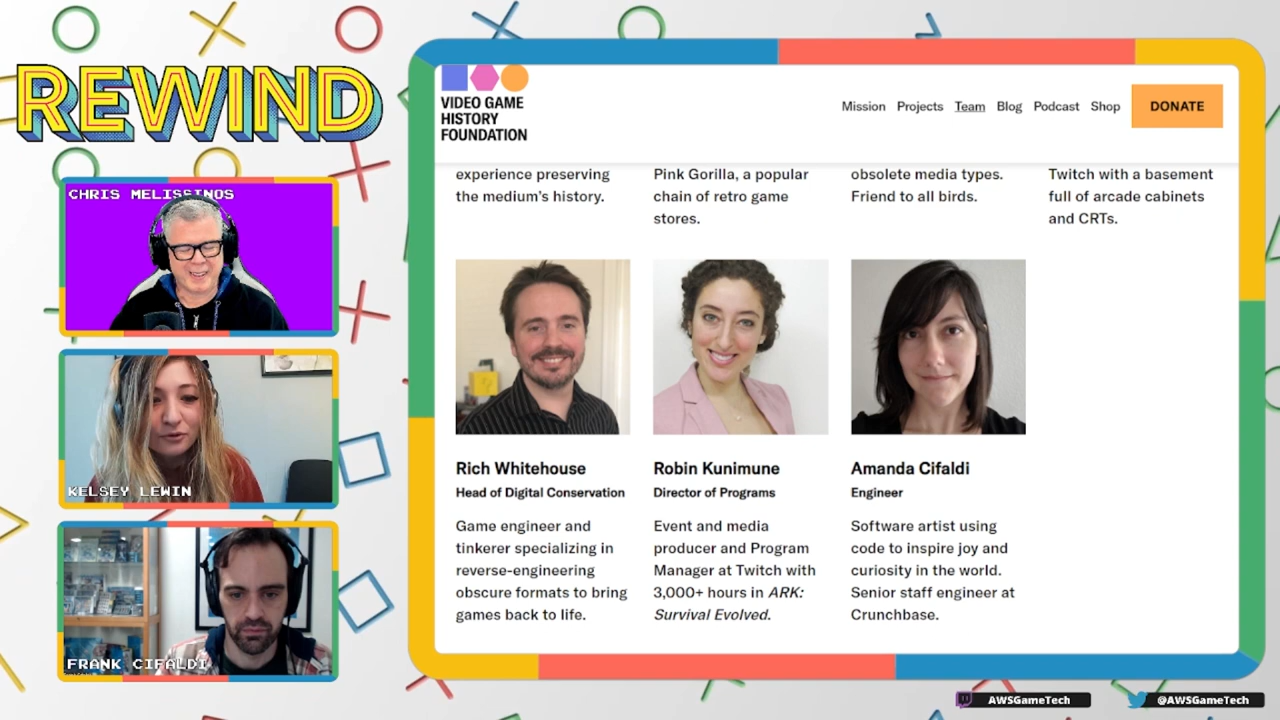 REWIND
CHRIS MELISSINOS
KELSEY LEWIN
FRANK CIFALDI
VIDEO GAME
HISTORY
FOUNDATION
Mission Projects Team Blog Podcast Shop DONATE
experience preserving
the medium's history.
Pink Gorilla, a popular
chain of retro game
stores.
obsolete media types.
Friend to all birds.
Twitch with a basement
full of arcade cabinets
and CRTs.
Rich Whitehouse
Head of Digital Conservation
Game engineer and
tinkerer specializing in
reverse-engineering
obscure formats to bring
games back to life.
Robin Kunimune
Director of Programs
Event and media
producer and Program
Manager at Twitch with
3,000+ hours in ARK:
Survival Evolved.
Amanda Cifaldi
Engineer
Software artist using
code to inspire joy and
curiosity in the world.
Senior staff engineer at
Crunchbase.
AWSGameTech
@AWSGameTech